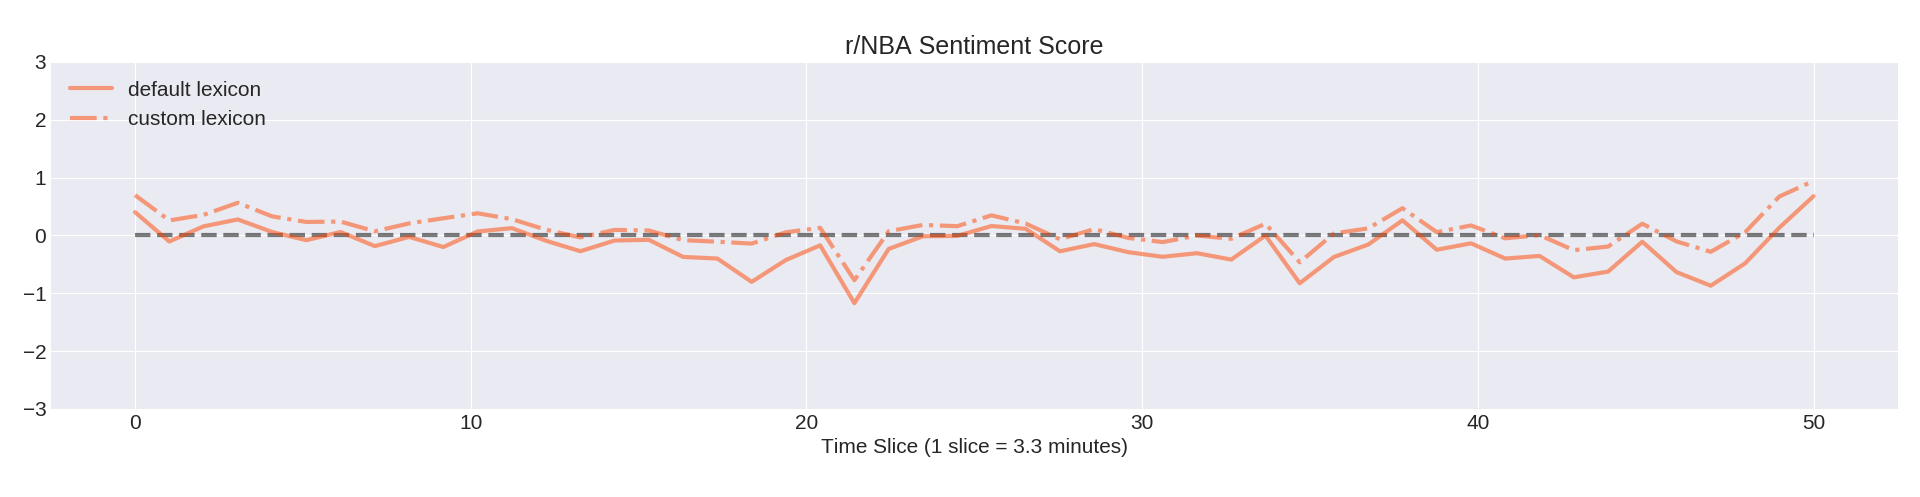 r/NBA Sentiment Score
3
default lexicon
2
custom lexicon
1
0
−1
−2
−3
0 10 20 30 40 50
Time Slice (1 slice = 3.3 minutes)